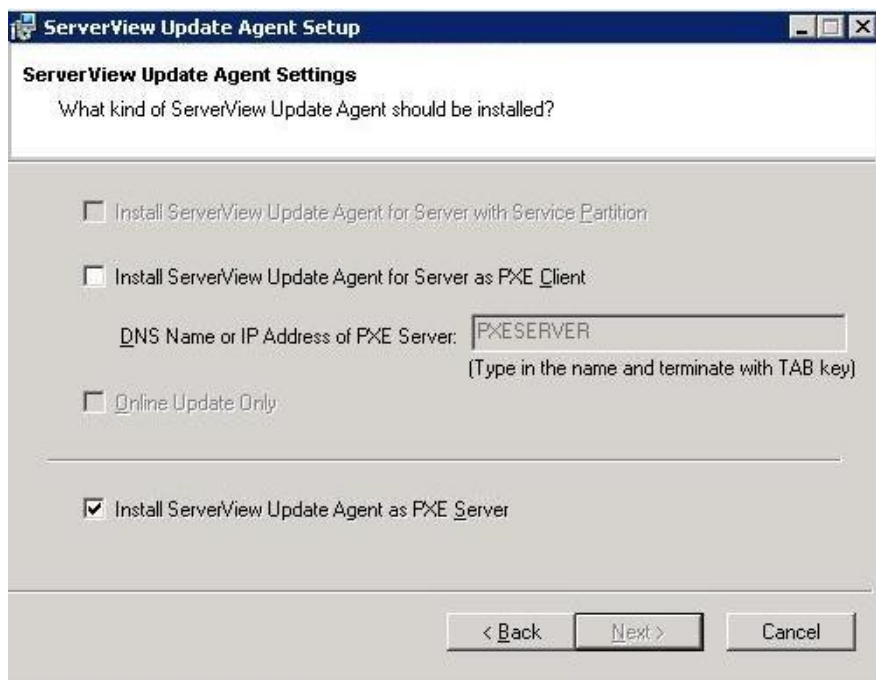 ServerView Update Agent Setup
ServerView Update Agent Settings
What kind of ServerView Update Agent should be installed?
Install ServerView Update Agent for Server with Service Partition
Install ServerView Update Agent for Server as PXE Client
DNS Name or IP Address of PXE Server: PXESERVER
(Type in the name and terminate with TAB key)
Online Update Only
Install ServerView Update Agent as PXE Server
< Back Next > Cancel